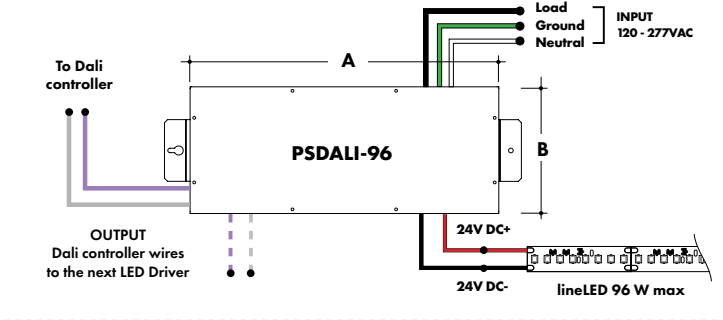 Load
Ground
Neutral
INPUT
120 - 277VAC
To Dali
controller
A
PSDALI-96
B
OUTPUT
Dali controller wires
to the next LED Driver
24V DC+
24V DC-
lineLED 96 W max